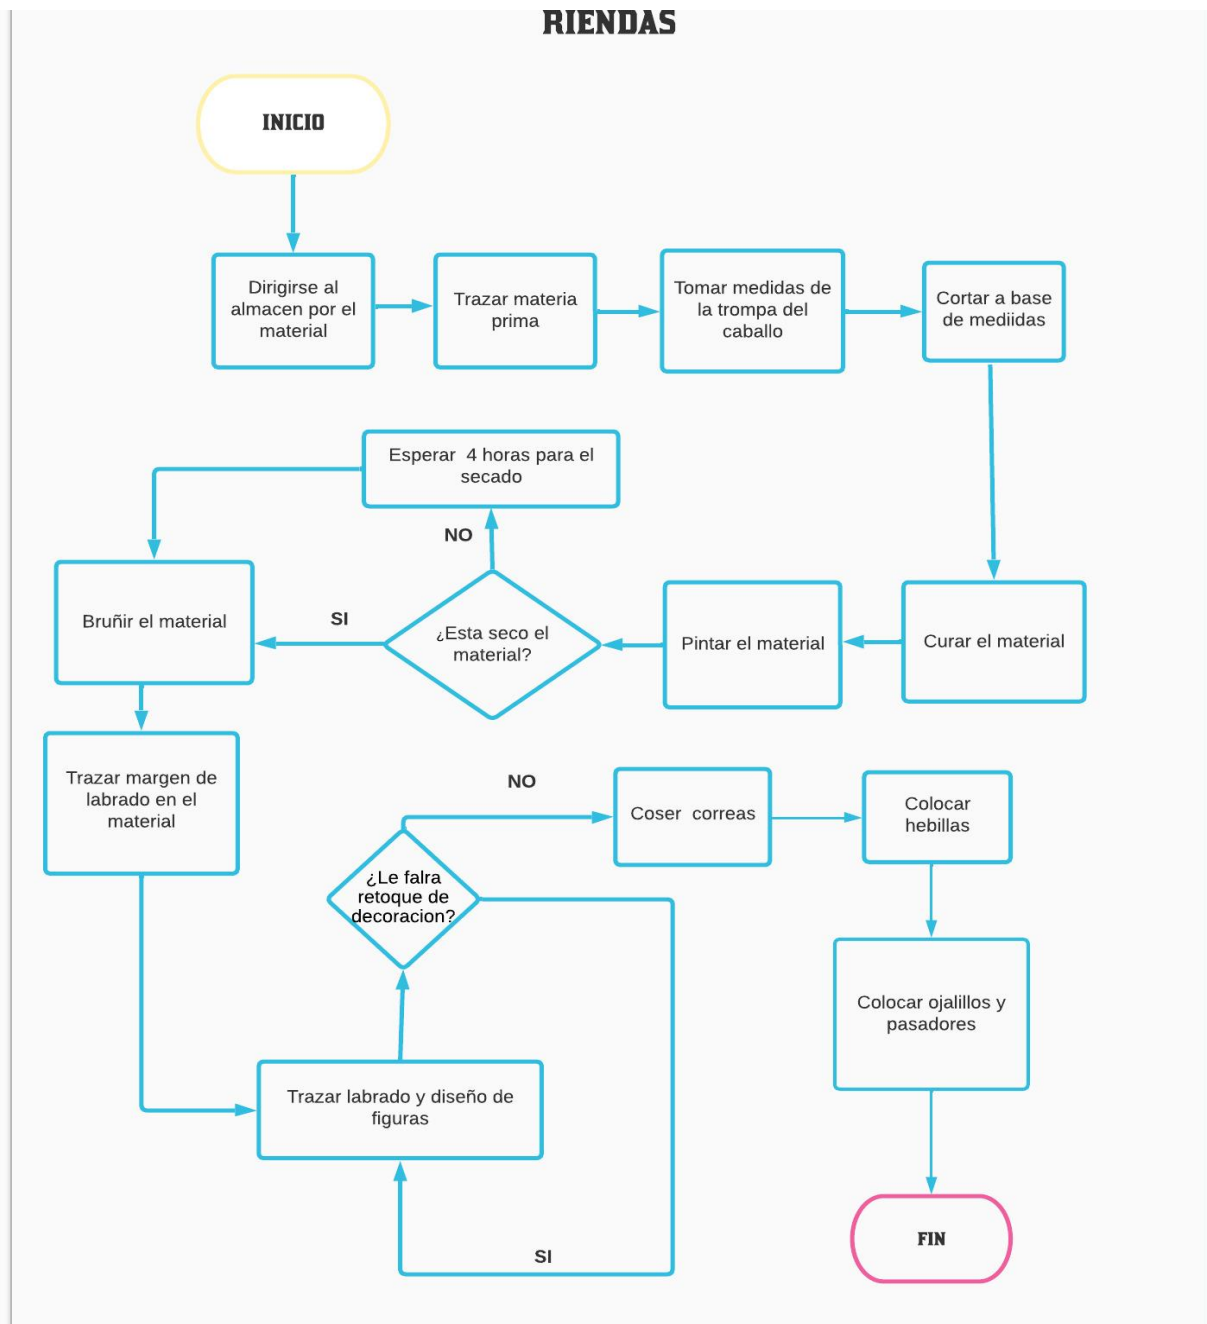 RIENDAS
INICIO
Dirigirse al
almacen por el
material
Trazar materia
prima
Tomar medidas de
la trompa del
caballo
Cortar a base
de mediidas
Esperar 4 horas para el
secado
NO
Bruñir el material
SI
¿Esta seco el
material?
Pintar el material
Curar el material
Trazar margen de
labrado en el
material
NO
Coser correas
Colocar
hebillas
¿Le falra
retoque de
decoracion?
Colocar ojalillos y
pasadores
Trazar labrado y diseño de
figuras
SI
FIN